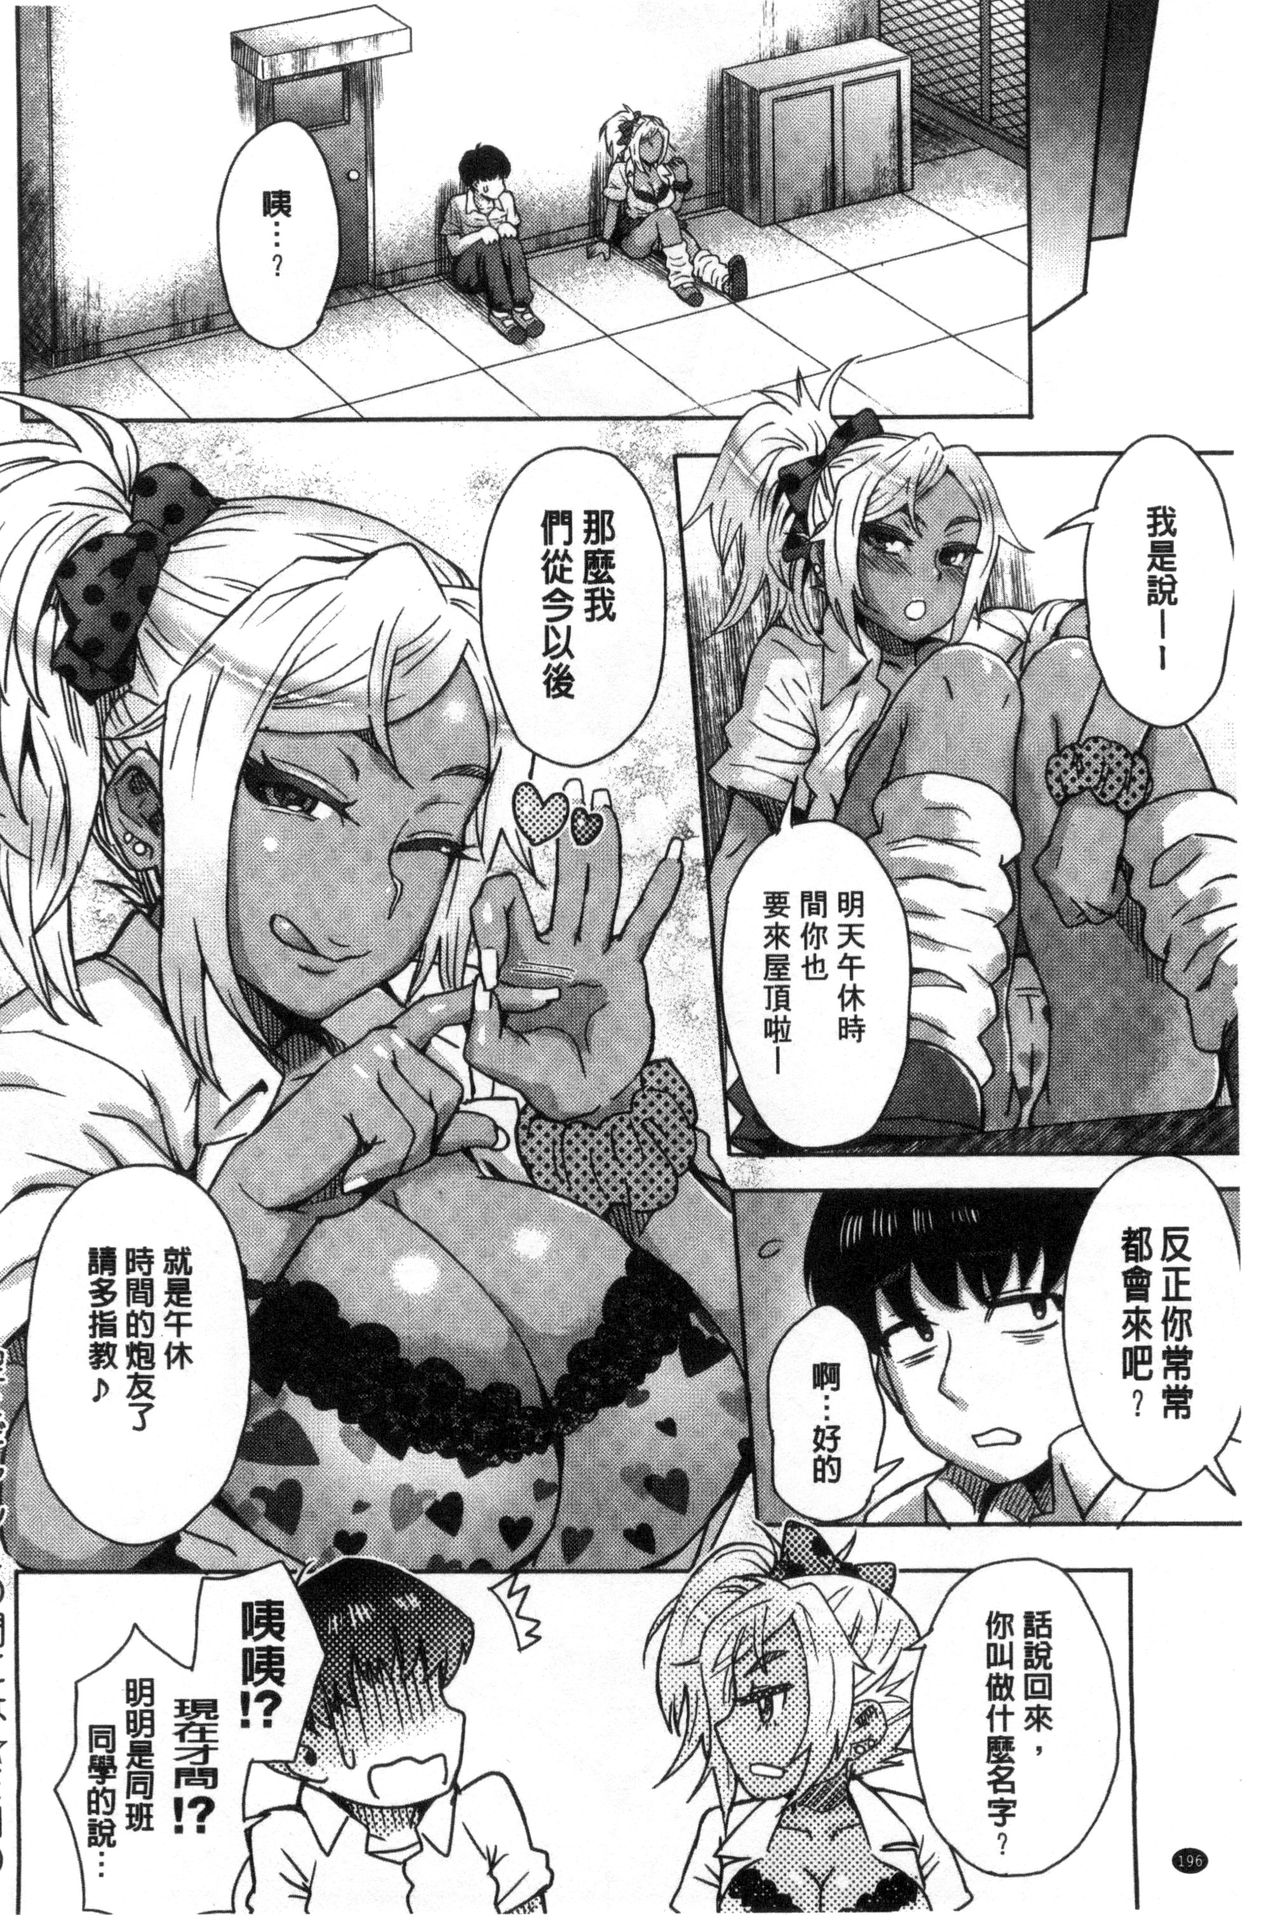 咦…?
我是說——
明天午休時
間你也
要來屋頂啦—
反正你常常
都會來吧?
啊…好的
那麼我
們從今以後
就是午休
時間的炮友了
請多指教♪
話說回來，
你叫做什麼名字?
咦咦!?
現在才問!?
明明是同班
同學的說…
196